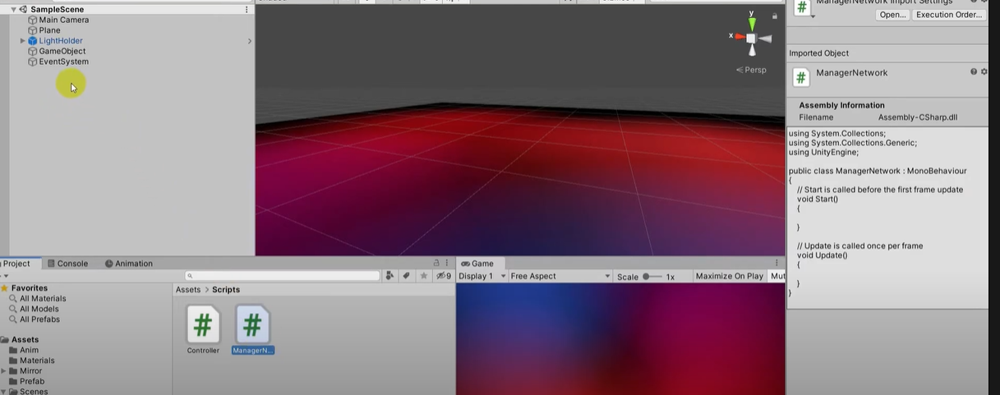 SampleScene
Main Camera
Plane
LightHolder
GameObject
EventSystem
y
x
Persp
ManagerNetwork Import Settings
Open...
Execution Order...
Imported Object
#
ManagerNetwork
Assembly Information
Filename Assembly-CSharp.dll
using System.Collections;
using System.Collections.Generic;
using UnityEngine;
public class ManagerNetwork : MonoBehaviour
{
// Start is called before the first frame update
void Start()
{
}
// Update is called once per frame
void Update()
{
}
}
Project
Console
Animation
9
Favorites
All Materials
All Models
All Prefabs
Assets
Anim
Materials
Mirror
Prefab
Scenes
Assets > Scripts
#
Controller
#
ManagerN...
Game
Display 1
Free Aspect
Scale
1x
Maximize On Play
Mut